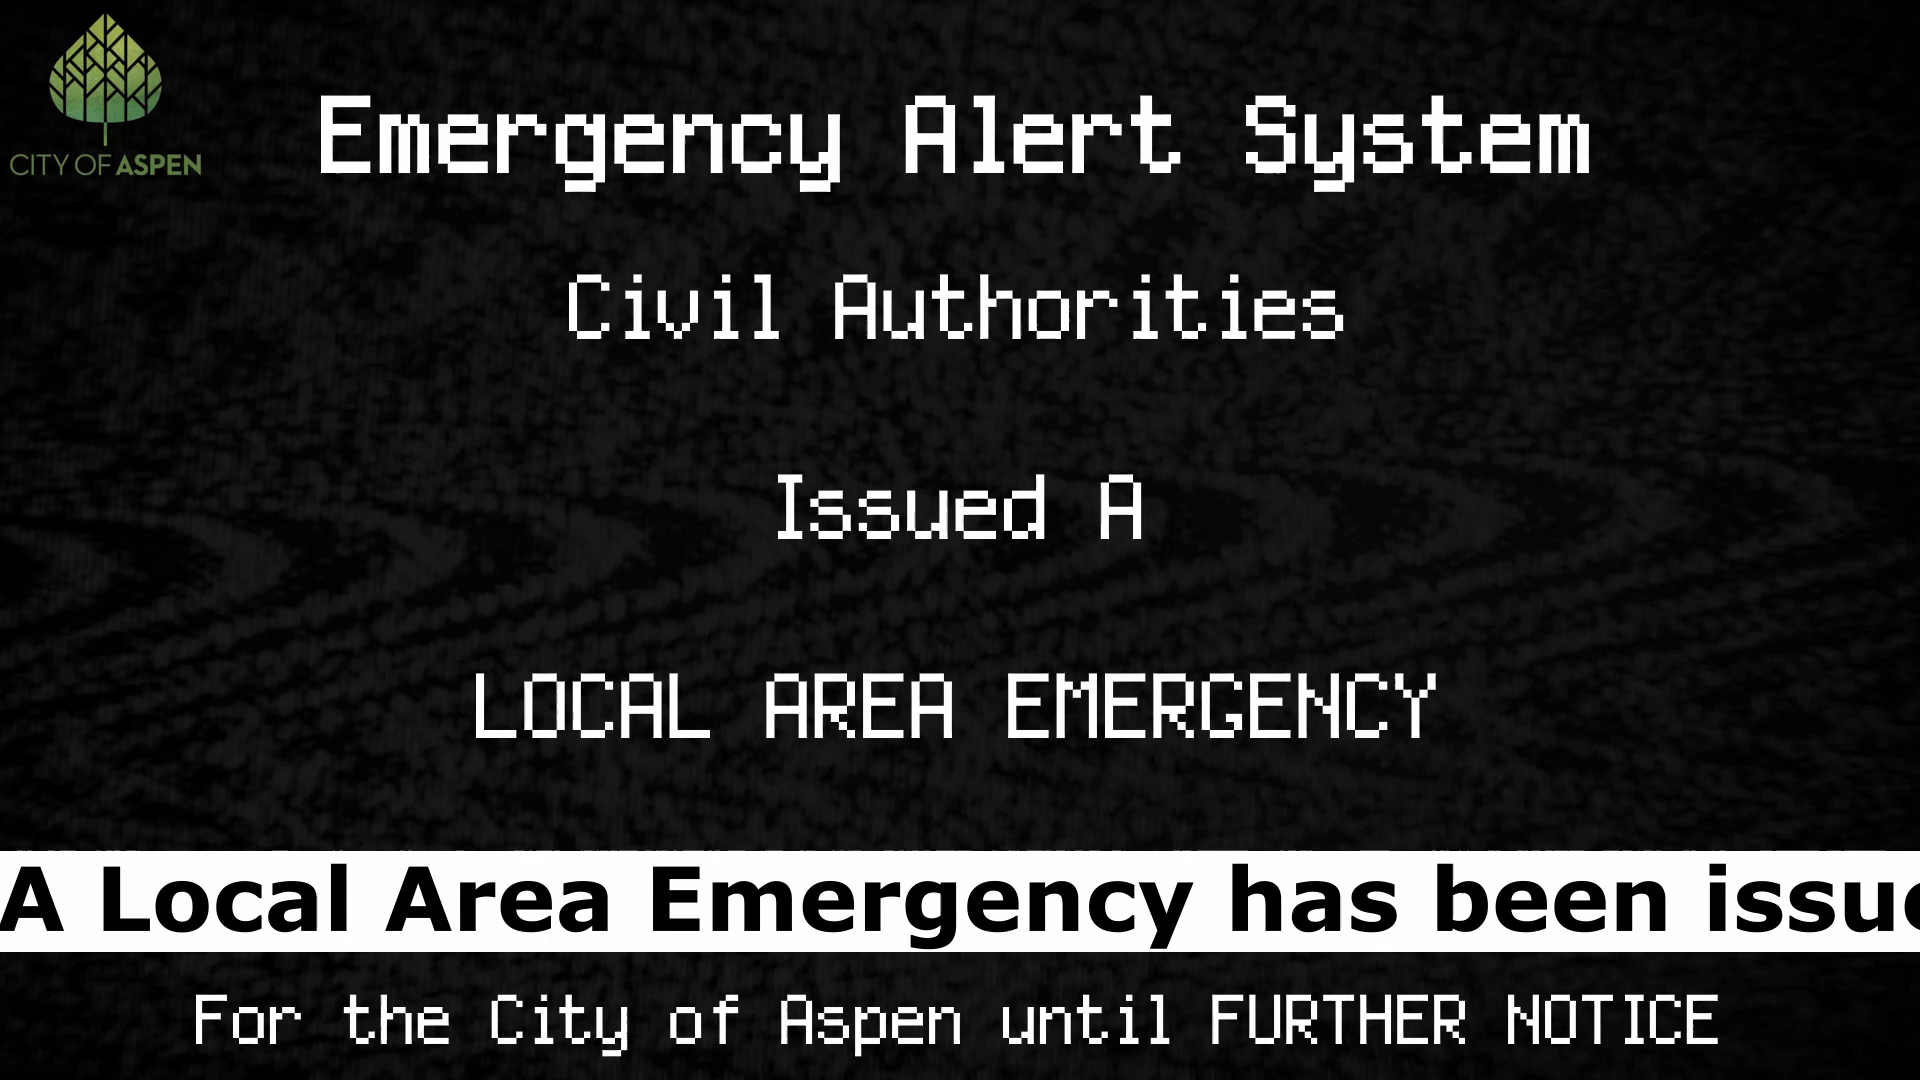 CITY OF ASPEN
Emergency Alert System
Civil Authorities
Issued A
LOCAL AREA EMERGENCY
A Local Area Emergency has been issue
For the City of Aspen until FURTHER NOTICE